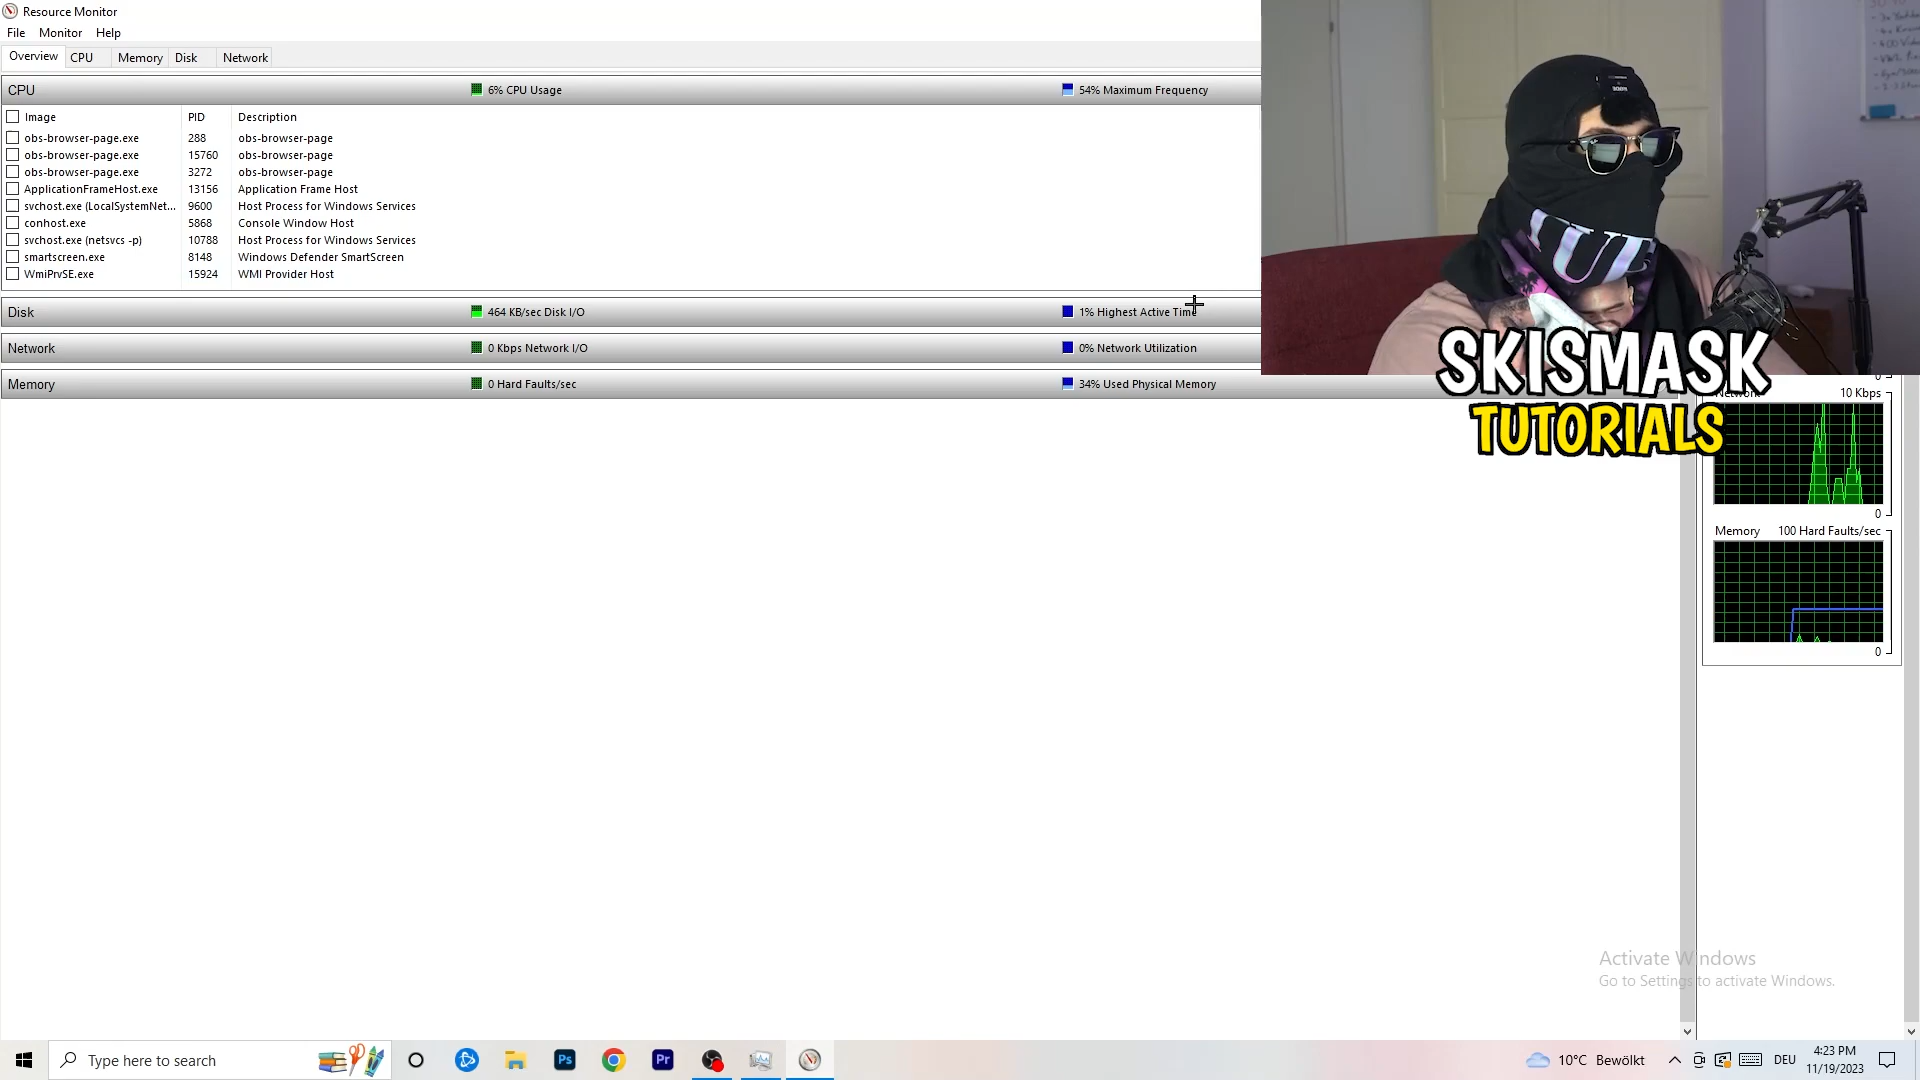 Resource Monitor
File Monitor Help
Overview CPU Memory Disk Network
CPU 6% CPU Usage 54% Maximum Frequency
Image PID Description
obs-browser-page.exe 288 obs-browser-page
obs-browser-page.exe 15760 obs-browser-page
obs-browser-page.exe 3272 obs-browser-page
ApplicationFrameHost.exe 13156 Application Frame Host
svchost.exe (LocalSystemNet... 9600 Host Process for Windows Services
conhost.exe 5868 Console Window Host
svchost.exe (netsvcs -p) 10788 Host Process for Windows Services
smartscreen.exe 8148 Windows Defender SmartScreen
WmiPrvSE.exe 15924 WMI Provider Host
Disk 464 KB/sec Disk I/O 1% Highest Active Time
Network 0 Kbps Network I/O 0% Network Utilization
Memory 0 Hard Faults/sec 34% Used Physical Memory
SKISMASK
TUTORIALS
0
Network 10 Kbps
0
Memory 100 Hard Faults/sec
0
Activate Windows
Go to Settings to activate Windows.
Type here to search
Ps
Pr
10°C Bewölkt
DEU
4:23 PM
11/19/2023